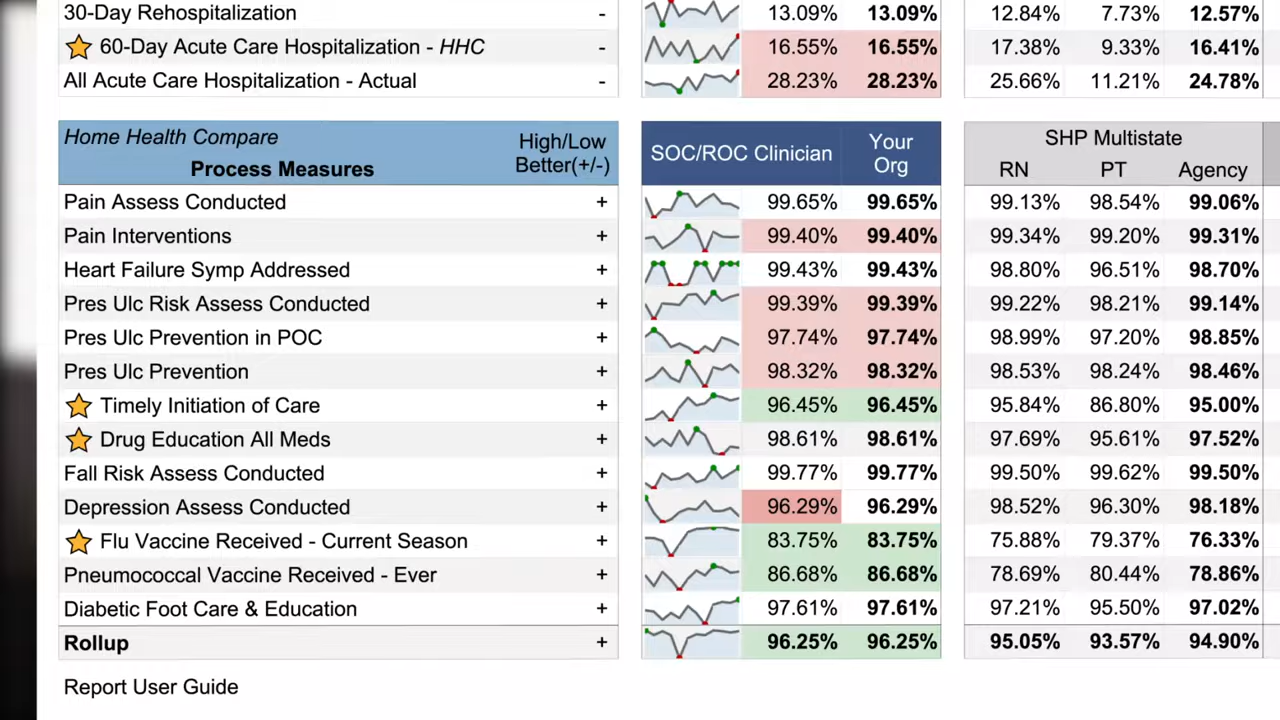 30-Day Rehospitalization - 13.09% 13.09% 12.84% 7.73% 12.57%
60-Day Acute Care Hospitalization - HHC - 16.55% 16.55% 17.38% 9.33% 16.41%
All Acute Care Hospitalization - Actual - 28.23% 28.23% 25.66% 11.21% 24.78%
Home Health Compare
Process Measures
High/Low
Better(+/-)
SOC/ROC Clinician
Your
Org
SHP Multistate
RN PT Agency
Pain Assess Conducted + 99.65% 99.65% 99.13% 98.54% 99.06%
Pain Interventions + 99.40% 99.40% 99.34% 99.20% 99.31%
Heart Failure Symp Addressed + 99.43% 99.43% 98.80% 96.51% 98.70%
Pres Ulc Risk Assess Conducted + 99.39% 99.39% 99.22% 98.21% 99.14%
Pres Ulc Prevention in POC + 97.74% 97.74% 98.99% 97.20% 98.85%
Pres Ulc Prevention + 98.32% 98.32% 98.53% 98.24% 98.46%
Timely Initiation of Care + 96.45% 96.45% 95.84% 86.80% 95.00%
Drug Education All Meds + 98.61% 98.61% 97.69% 95.61% 97.52%
Fall Risk Assess Conducted + 99.77% 99.77% 99.50% 99.62% 99.50%
Depression Assess Conducted + 96.29% 96.29% 98.52% 96.30% 98.18%
Flu Vaccine Received - Current Season + 83.75% 83.75% 75.88% 79.37% 76.33%
Pneumococcal Vaccine Received - Ever + 86.68% 86.68% 78.69% 80.44% 78.86%
Diabetic Foot Care & Education + 97.61% 97.61% 97.21% 95.50% 97.02%
Rollup + 96.25% 96.25% 95.05% 93.57% 94.90%
Report User Guide